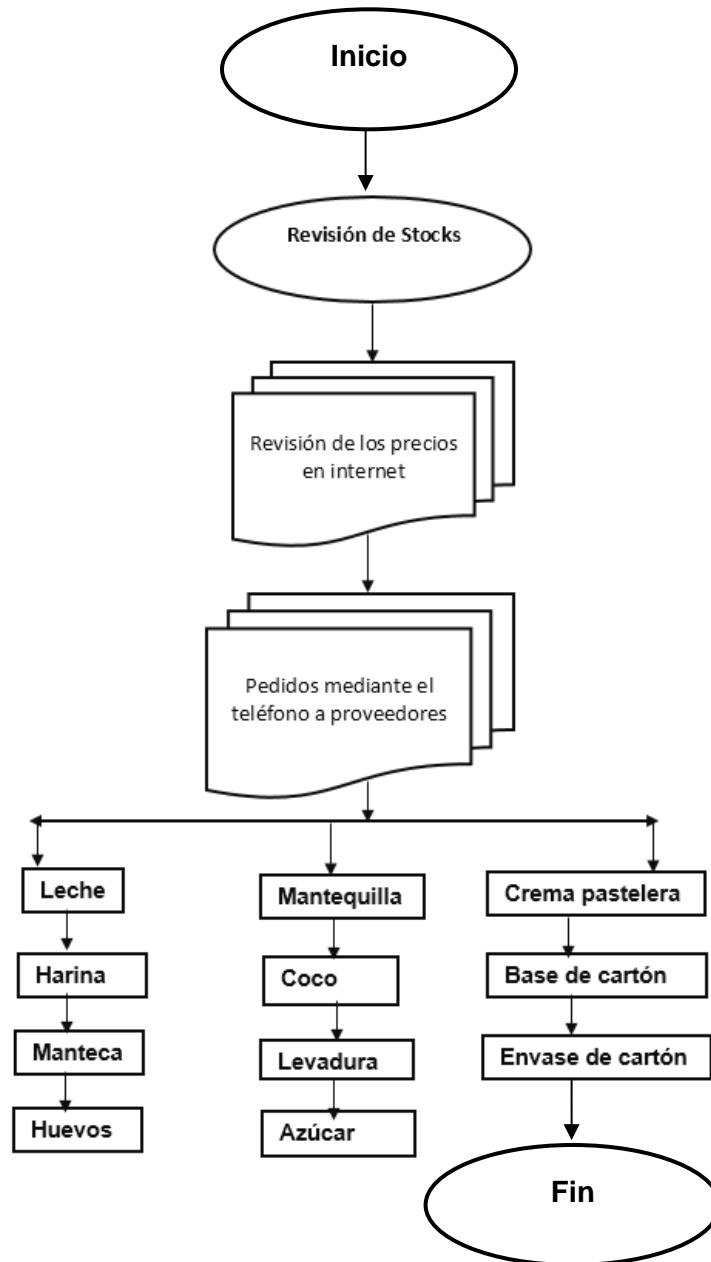 Inicio
Revisión de Stocks
Revisión de los precios
en internet
Pedidos mediante el
teléfono a proveedores
Leche
Harina
Manteca
Huevos
Mantequilla
Coco
Levadura
Azúcar
Crema pastelera
Base de cartón
Envase de cartón
Fin